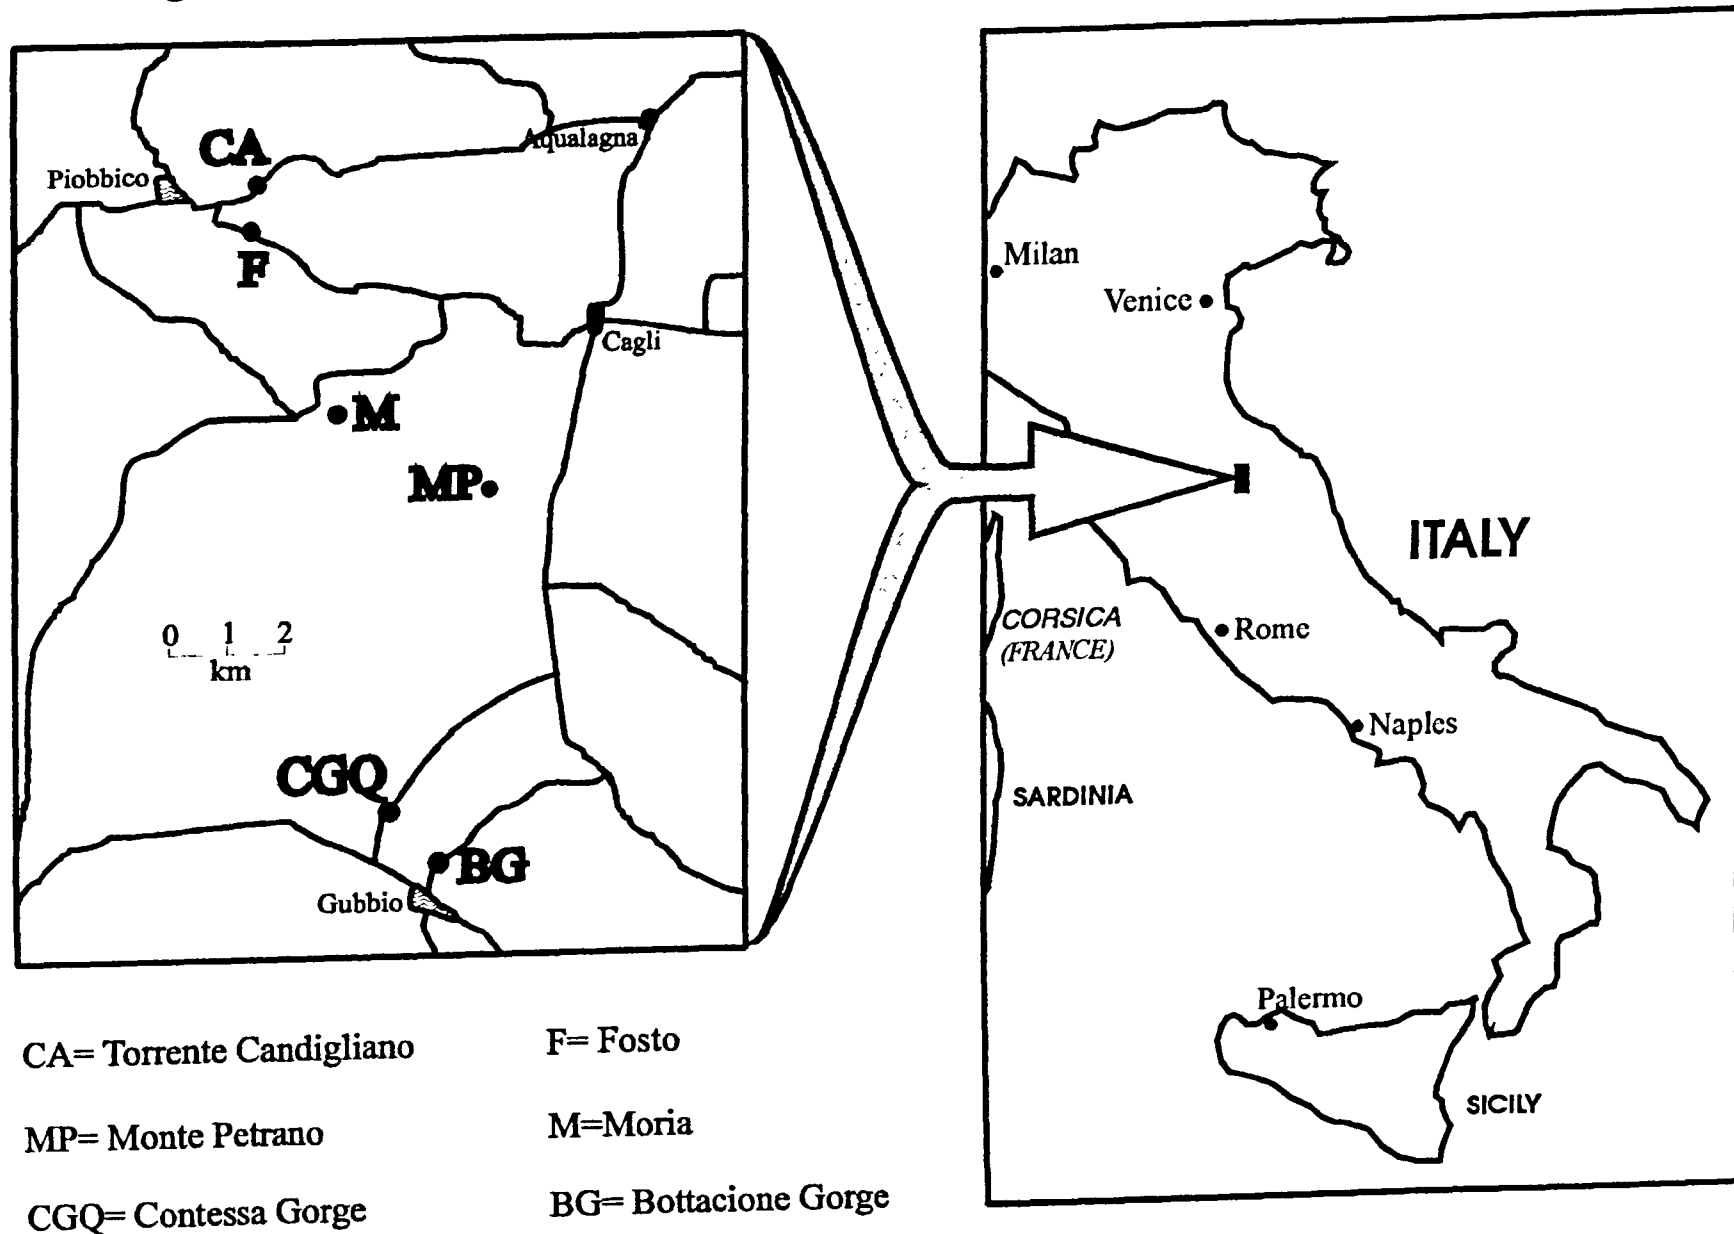 CA
Aqualagna
Piobbico
F
Cagli
M
MP
0 1 2
km
CGQ
BG
Gubbio
Milan
Venice
ITALY
CORSICA
(FRANCE)
Rome
Naples
SARDINIA
Palermo
SICILY
CA= Torrente Candigliano
F= Fosto
MP= Monte Petrano
M=Moria
CGQ= Contessa Gorge
BG= Bottacione Gorge